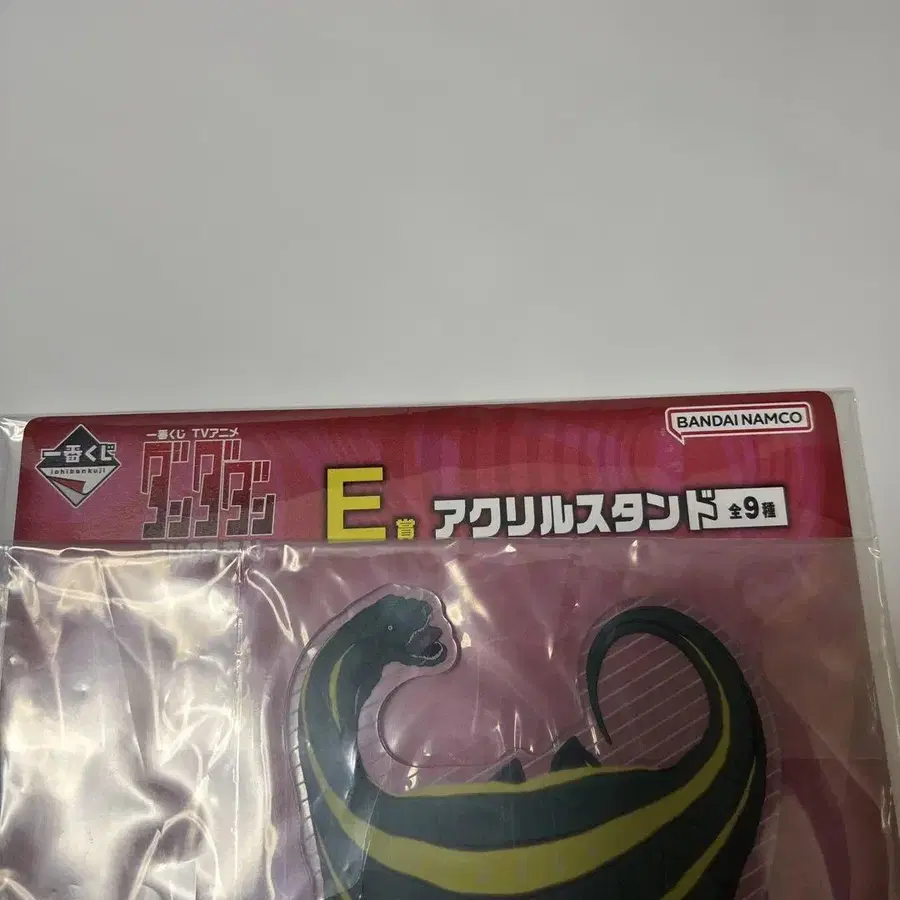 一番くじ
ichibankuji
一番くじ TVアニメ
ダンダダン
E賞 アクリルスタンド 全9種
BANDAI NAMCO